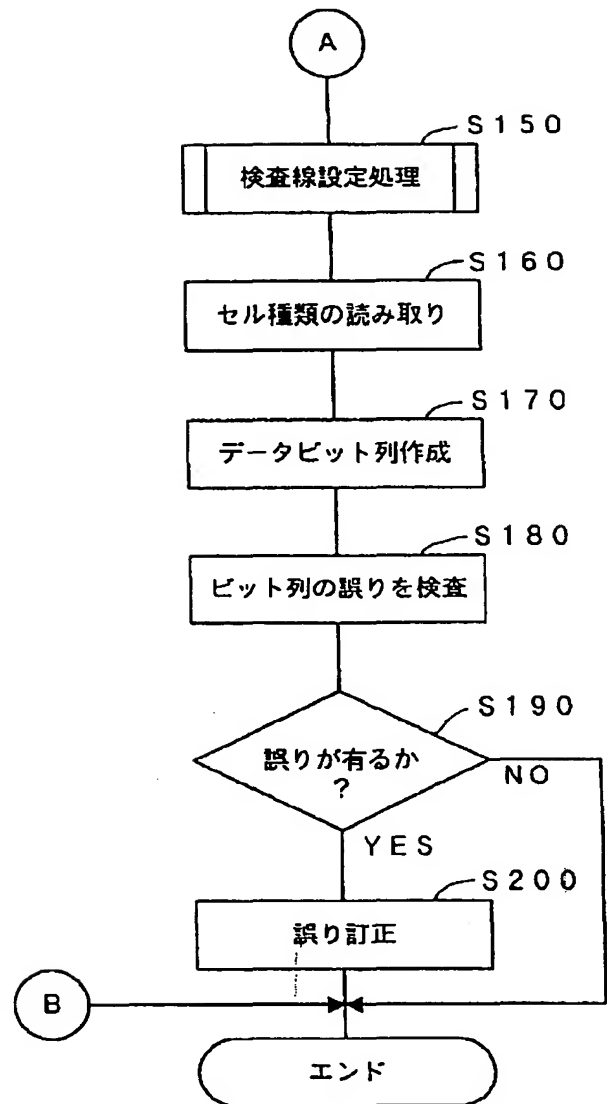 A
S150
検査線設定処理
S160
セル種類の読み取り
S170
データビット列作成
S180
ビット列の誤りを検査
S190
誤りが有るか
?
NO
YES
S200
誤り訂正
B
エンド